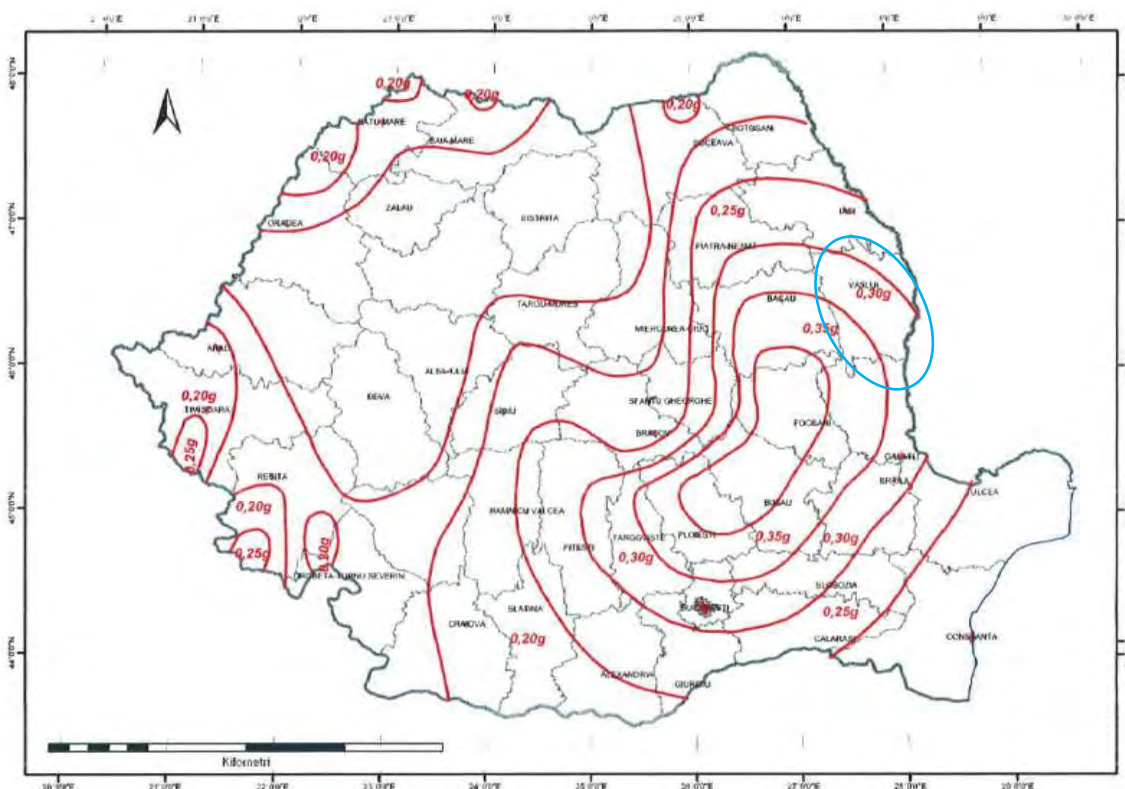 0,20g
0,20g
0,20g
BAIA MARE
0,20g
BOTOSANI
SUCEAVA
ORADEA
ZALAU
BISTRITA
0,25g
IASI
PIATRA-NEAMT
VASLUI
0,30g
BACAU
TARGU-MURES
MIERCUREA-CIUC
0,35g
ARAD
ALBA-IULIA
DEVA
0,20g
TIMISOARA
SIBIU
SFANTU GHEORGHE
BRASOV
FOCSANI
0,25g
RESITA
GALATI
BRAILA
TULCEA
0,20g
RAMNICU VALCEA
BUZAU
PITESTI
TARGOVISTE
PLOIESTI
0,35g
0,30g
0,25g
0,20g
0,30g
DROBETA-TURNU SEVERIN
SLOBOZIA
SLATINA
BUCURESTI
0,25g
CRAIOVA
0,20g
CALARASI
CONSTANTA
ALEXANDRIA
GIURGIU
Kilometri